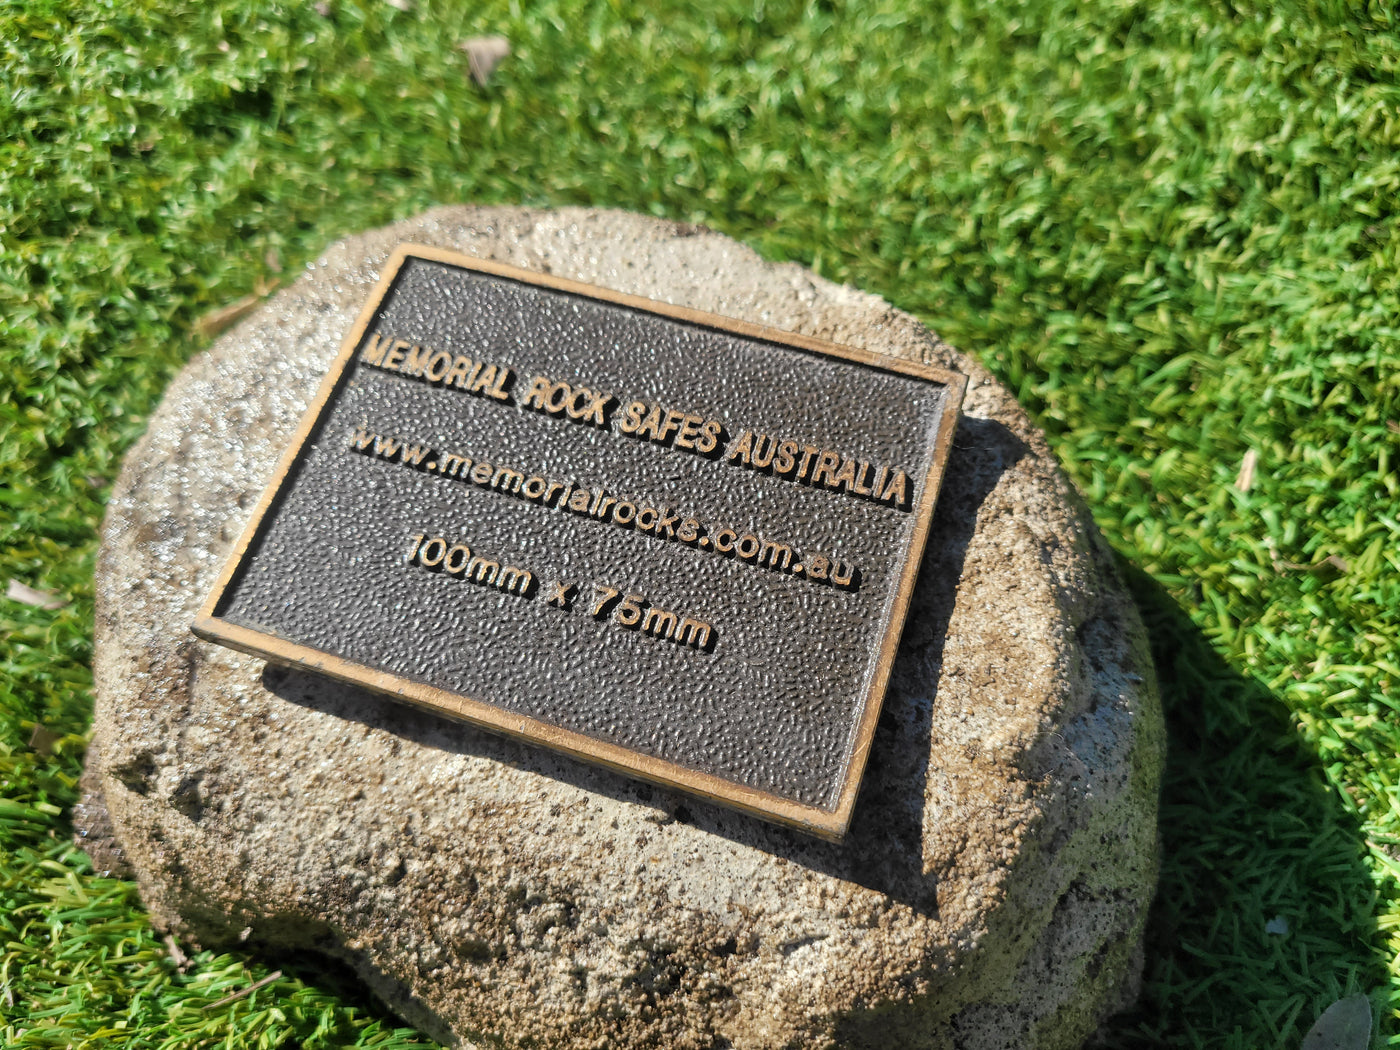 MEMORIAL ROCK SAFES AUSTRALIA
www.memorialrocks.com.au
100mm x 75mm